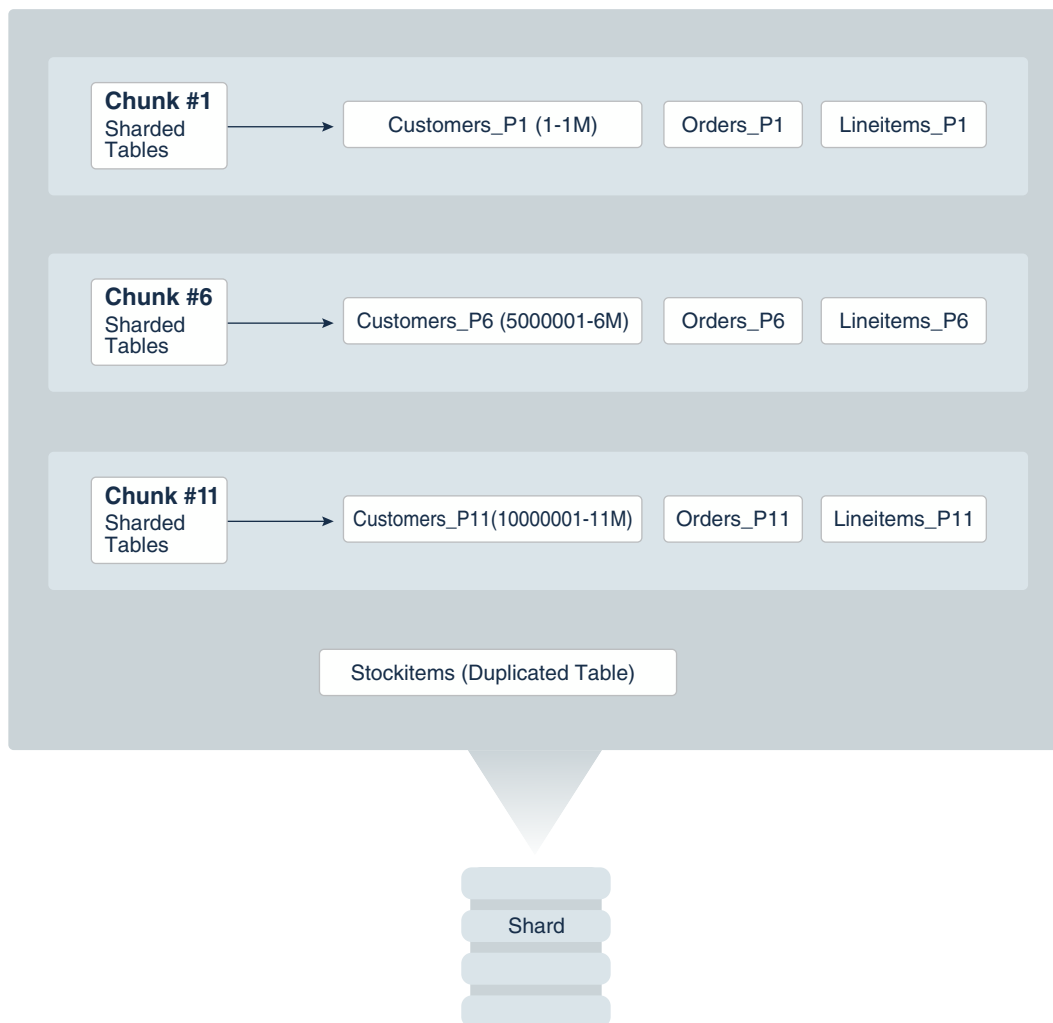 Chunk #1
Sharded
Tables
Customers_P1 (1-1M)
Orders_P1
Lineitems_P1
Chunk #6
Sharded
Tables
Customers_P6 (5000001-6M)
Orders_P6
Lineitems_P6
Chunk #11
Sharded
Tables
Customers_P11(10000001-11M)
Orders_P11
Lineitems_P11
Stockitems (Duplicated Table)
Shard